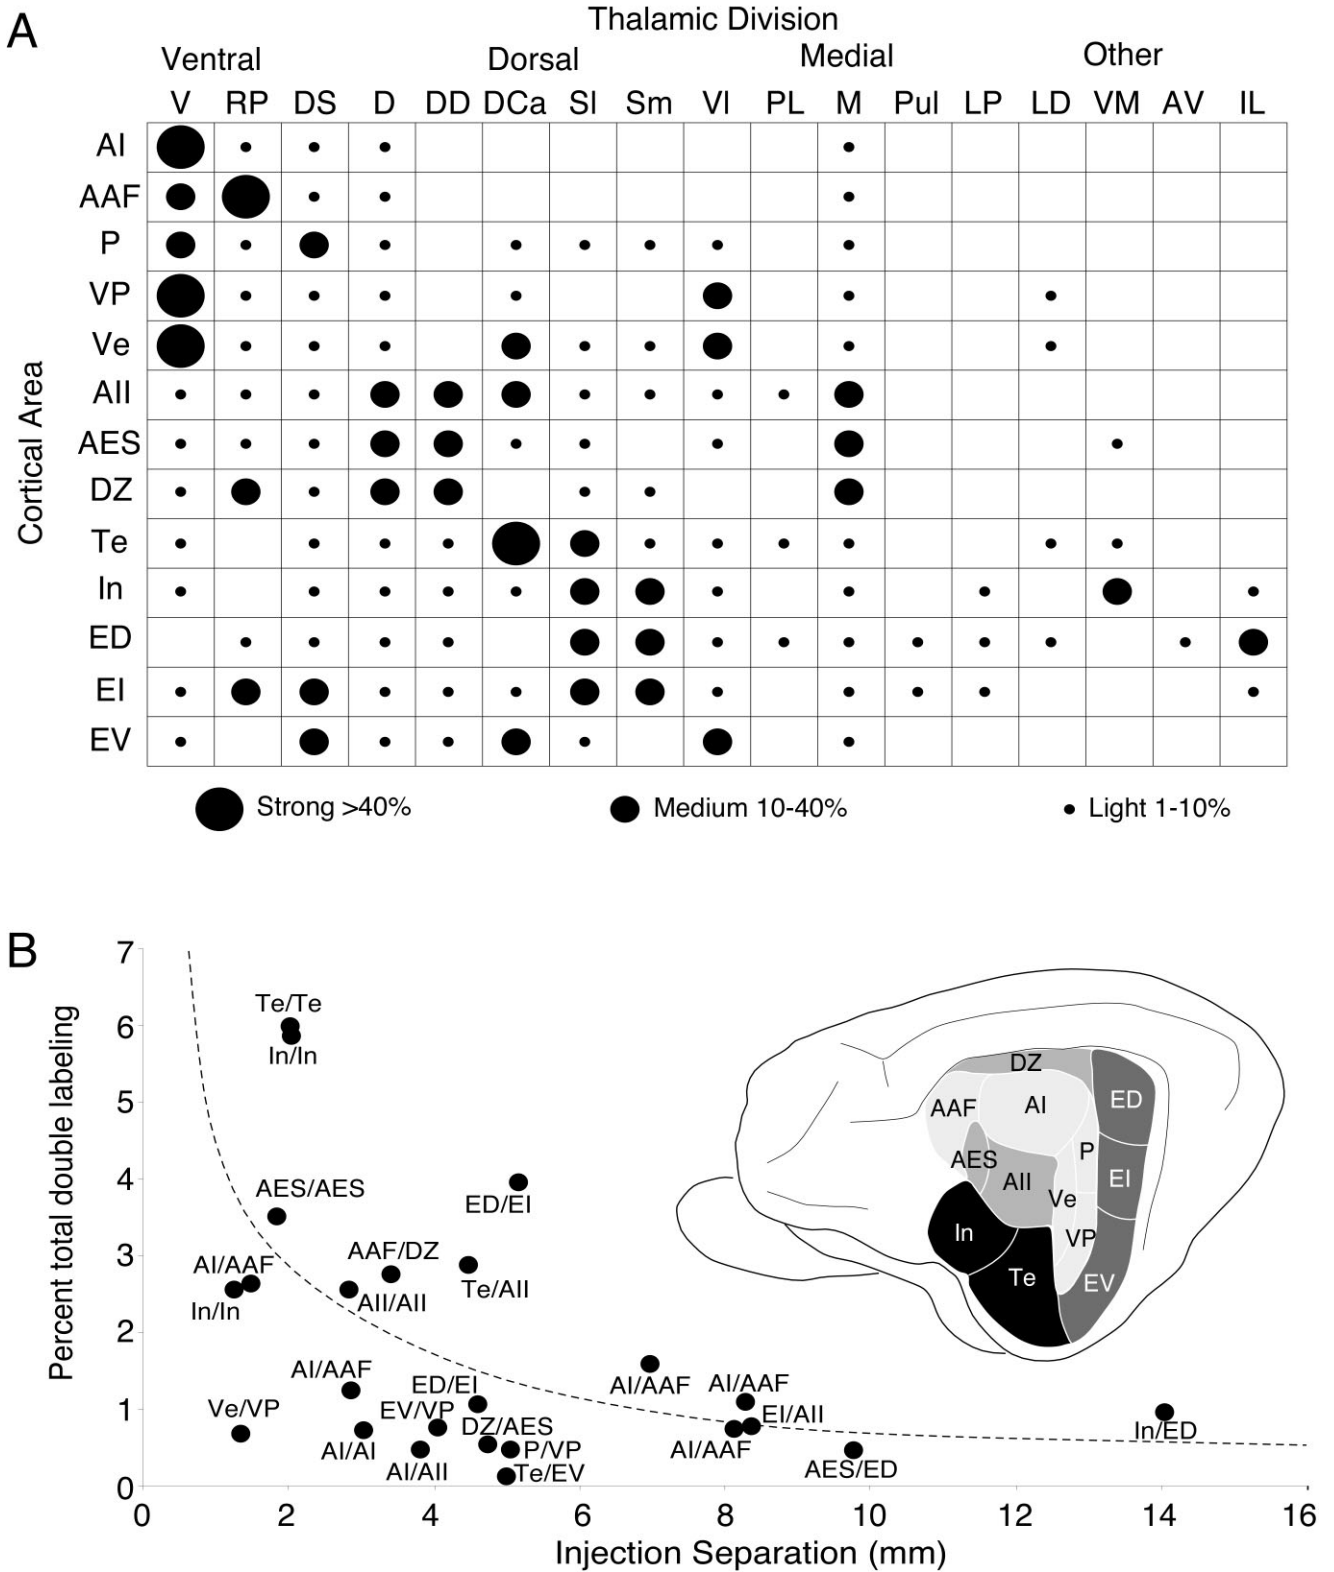 A
Thalamic Division
Ventral Dorsal Medial Other
V RP DS D DD DCa Sl Sm Vl PL M Pul LP LD VM AV IL
Cortical Area
AI
AAF
P
VP
Ve
AII
AES
DZ
Te
In
ED
EI
EV
Strong >40% Medium 10-40% Light 1-10%
B
Percent total double labeling
7
6
5
4
3
2
1
0
Te/Te
In/In
AES/AES
ED/EI
AAF/DZ
AI/AAF
Te/AII
AII/AII
In/In
AI/AAF
ED/EI
AI/AAF
AI/AAF
Ve/VP
EV/VP
EI/AII
DZ/AES
AI/AI
P/VP
AI/AAF
In/ED
AI/AII
Te/EV
AES/ED
DZ
AAF
AI
ED
AES
P
AII
EI
Ve
In
VP
Te
EV
0 2 4 6 8 10 12 14 16
Injection Separation (mm)